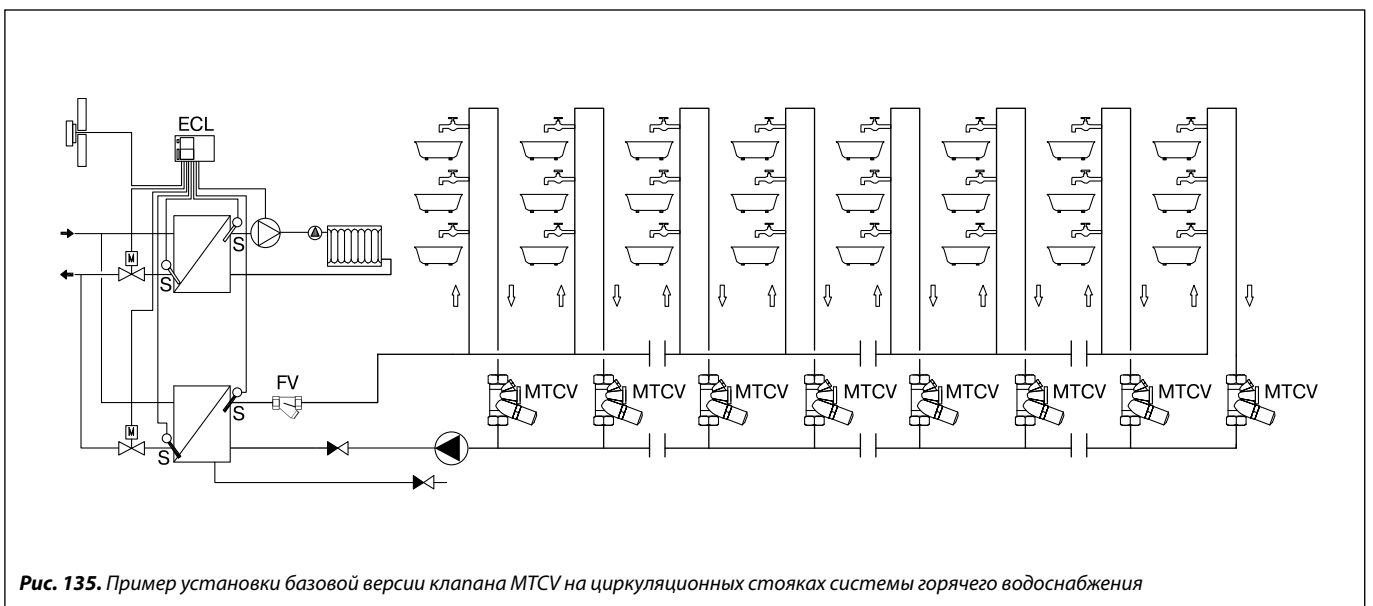 ECL
M
S
S
M
S
S
FV
MTCV MTCV MTCV MTCV MTCV MTCV MTCV MTCV
Рис. 135. Пример установки базовой версии клапана MTCV на циркуляционных стояках системы горячего водоснабжения